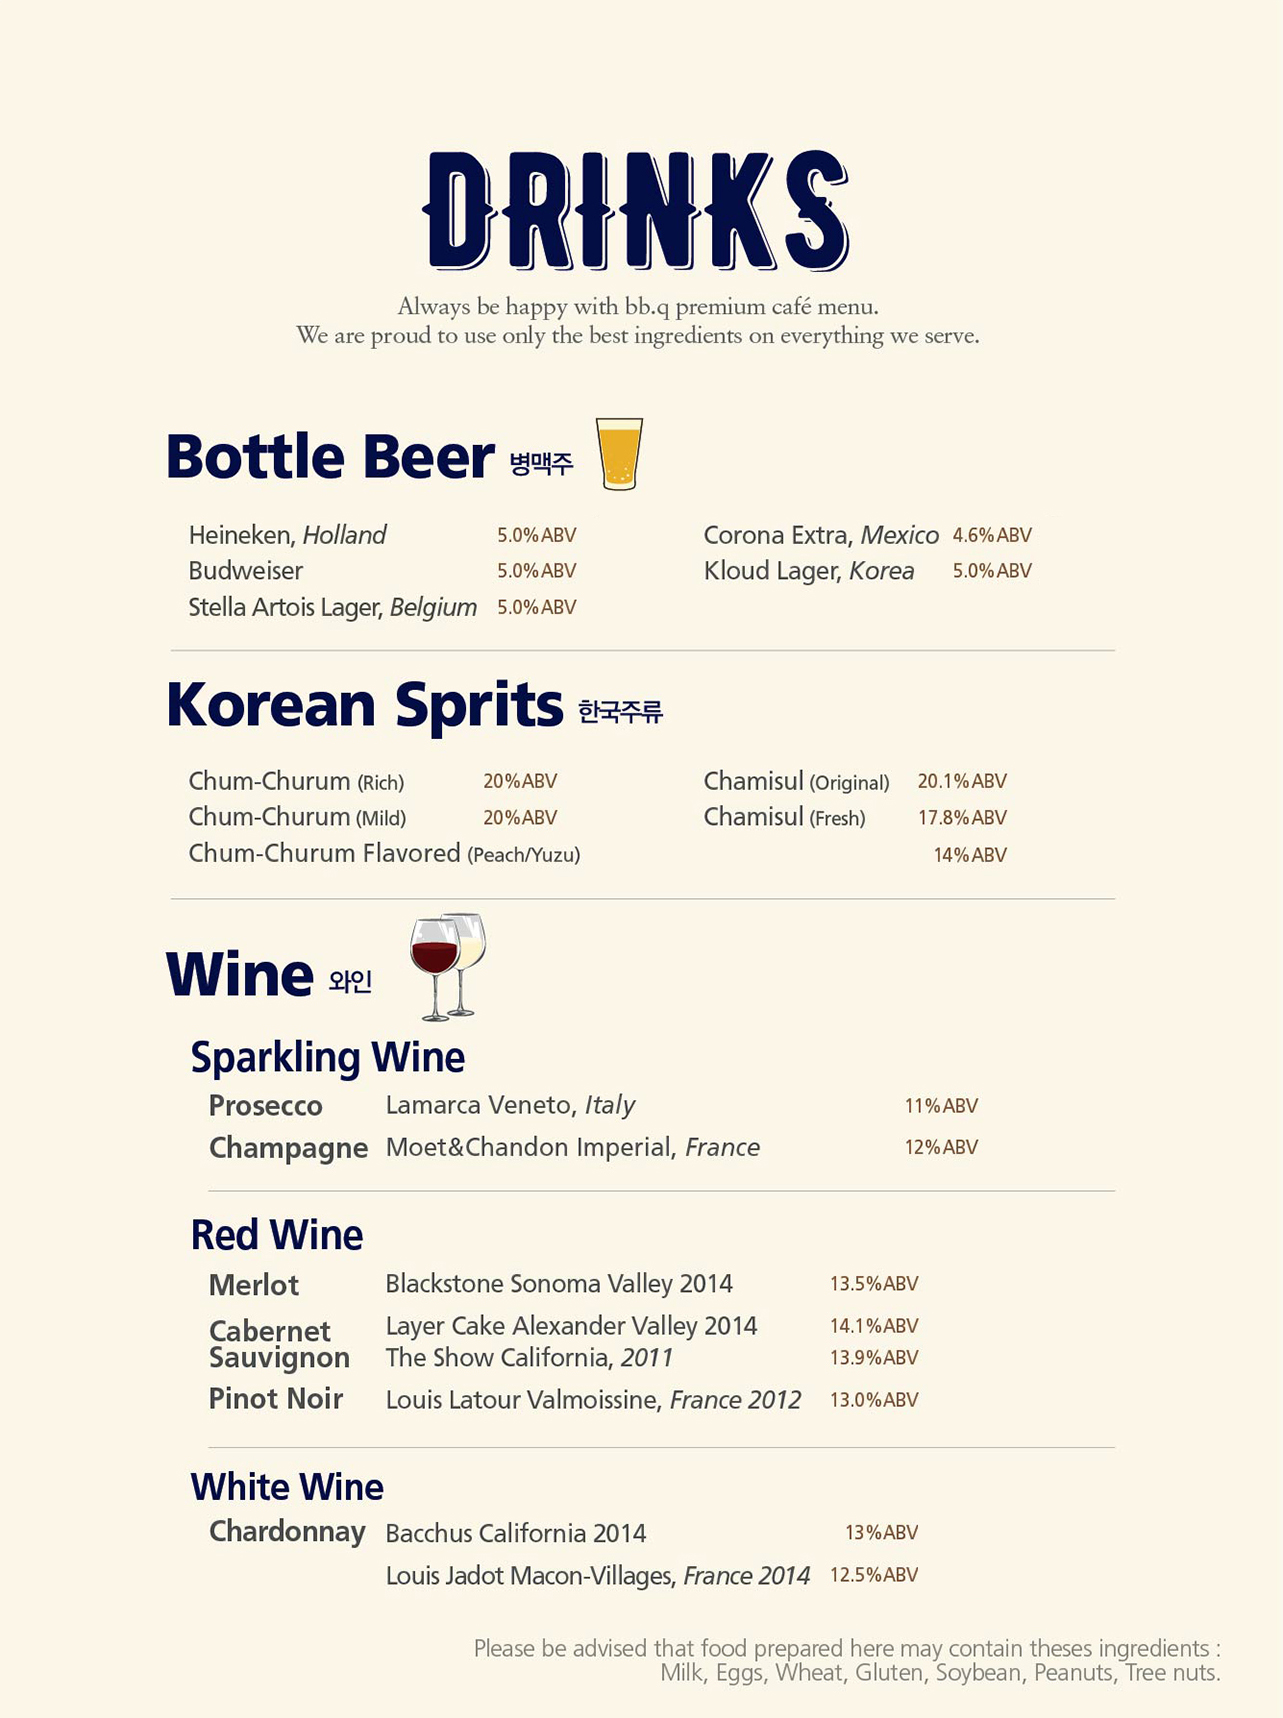 DRINKS
Always be happy with bb.q premium café menu.
We are proud to use only the best ingredients on everything we serve.
Bottle Beer 병맥주
Heineken, Holland 5.0%ABV
Budweiser 5.0%ABV
Stella Artois Lager, Belgium 5.0%ABV
Corona Extra, Mexico 4.6%ABV
Kloud Lager, Korea 5.0%ABV
Korean Sprits 한국주류
Chum-Churum (Rich) 20%ABV
Chum-Churum (Mild) 20%ABV
Chamisul (Original) 20.1%ABV
Chamisul (Fresh) 17.8%ABV
Chum-Churum Flavored (Peach/Yuzu) 14%ABV
Wine 와인
Sparkling Wine
Prosecco Lamarca Veneto, Italy 11%ABV
Champagne Moet&Chandon Imperial, France 12%ABV
Red Wine
Merlot Blackstone Sonoma Valley 2014 13.5%ABV
Cabernet Layer Cake Alexander Valley 2014 14.1%ABV
Sauvignon The Show California, 2011 13.9%ABV
Pinot Noir Louis Latour Valmoissine, France 2012 13.0%ABV
White Wine
Chardonnay Bacchus California 2014 13%ABV
Louis Jadot Macon-Villages, France 2014 12.5%ABV
Please be advised that food prepared here may contain theses ingredients :
Milk, Eggs, Wheat, Gluten, Soybean, Peanuts, Tree nuts.